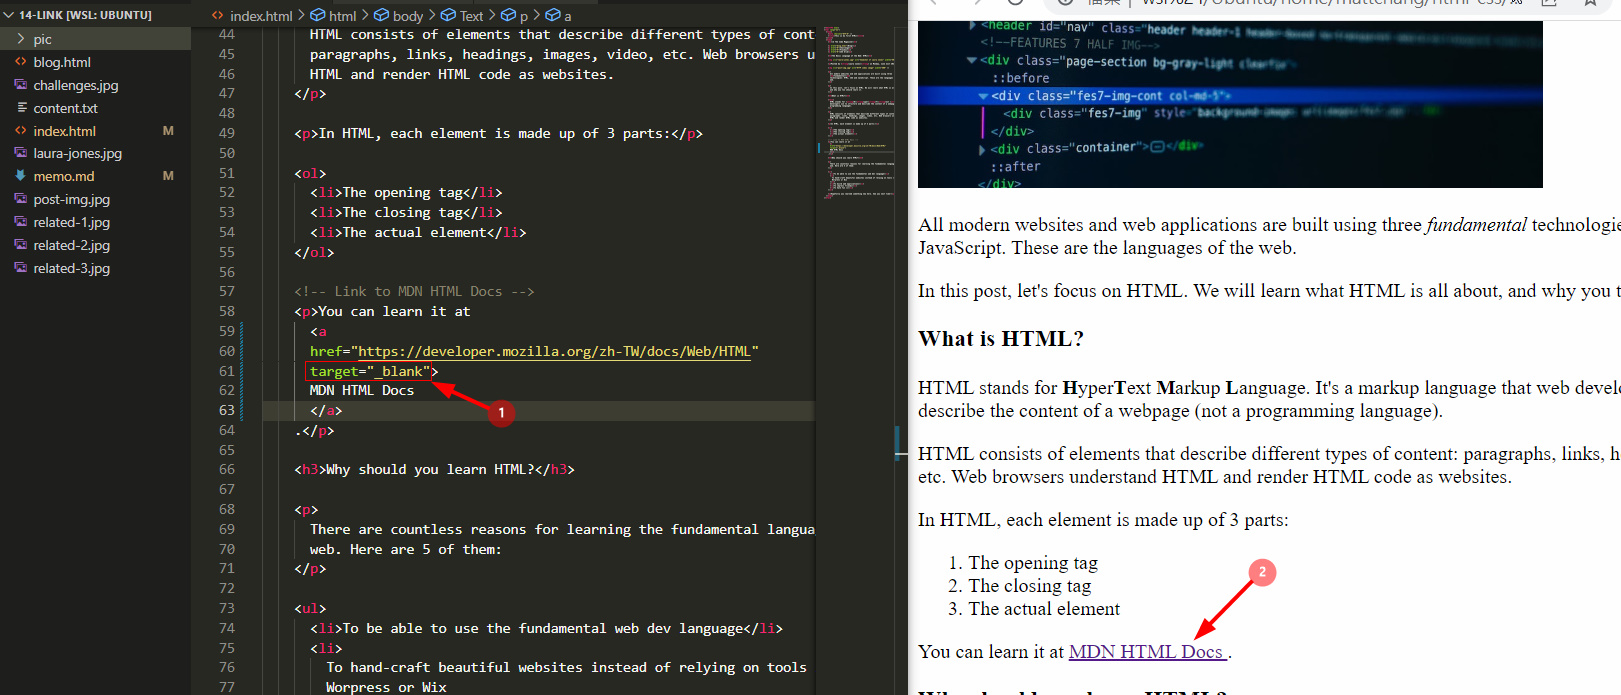 14-LINK [WSL: UBUNTU]
pic
blog.html
challenges.jpg
content.txt
index.html M
laura-jones.jpg
memo.md M
post-img.jpg
related-1.jpg
related-2.jpg
related-3.jpg
index.html > html > body > Text > p > a
44 HTML consists of elements that describe different types of cont
45 paragraphs, links, headings, images, video, etc. Web browsers u
46 HTML and render HTML code as websites.
47 </p>
48
49 <p>In HTML, each element is made up of 3 parts:</p>
50
51 <ol>
52 <li>The opening tag</li>
53 <li>The closing tag</li>
54 <li>The actual element</li>
55 </ol>
56
57 <!-- Link to MDN HTML Docs -->
58 <p>You can learn it at
59 <a
60 href="https://developer.mozilla.org/zh-TW/docs/Web/HTML"
61 target="_blank">
62 MDN HTML Docs
63 </a>
64 .</p>
65
66 <h3>Why should you learn HTML?</h3>
67
68 <p>
69 There are countless reasons for learning the fundamental langua
70 web. Here are 5 of them:
71 </p>
72
73 <ul>
74 <li>To be able to use the fundamental web dev language</li>
75 <li>
76 To hand-craft beautiful websites instead of relying on tools
77 Worpress or Wix
1
<header id="nav" class="header header-1
<!--FEATURES 7 HALF IMG-->
<div class="page-section bg-gray-light clearfix">
::before
<div class="fes7-img-cont col-md-5">
<div class="fes7-img" style="background-image:
</div>
<div class="container"></div>
::after
</div>
All modern websites and web applications are built using three fundamental technologie
JavaScript. These are the languages of the web.
In this post, let's focus on HTML. We will learn what HTML is all about, and why you t
What is HTML?
HTML stands for HyperText Markup Language. It's a markup language that web devel
describe the content of a webpage (not a programming language).
HTML consists of elements that describe different types of content: paragraphs, links, h
etc. Web browsers understand HTML and render HTML code as websites.
In HTML, each element is made up of 3 parts:
1. The opening tag
2. The closing tag
3. The actual element
2
You can learn it at MDN HTML Docs .